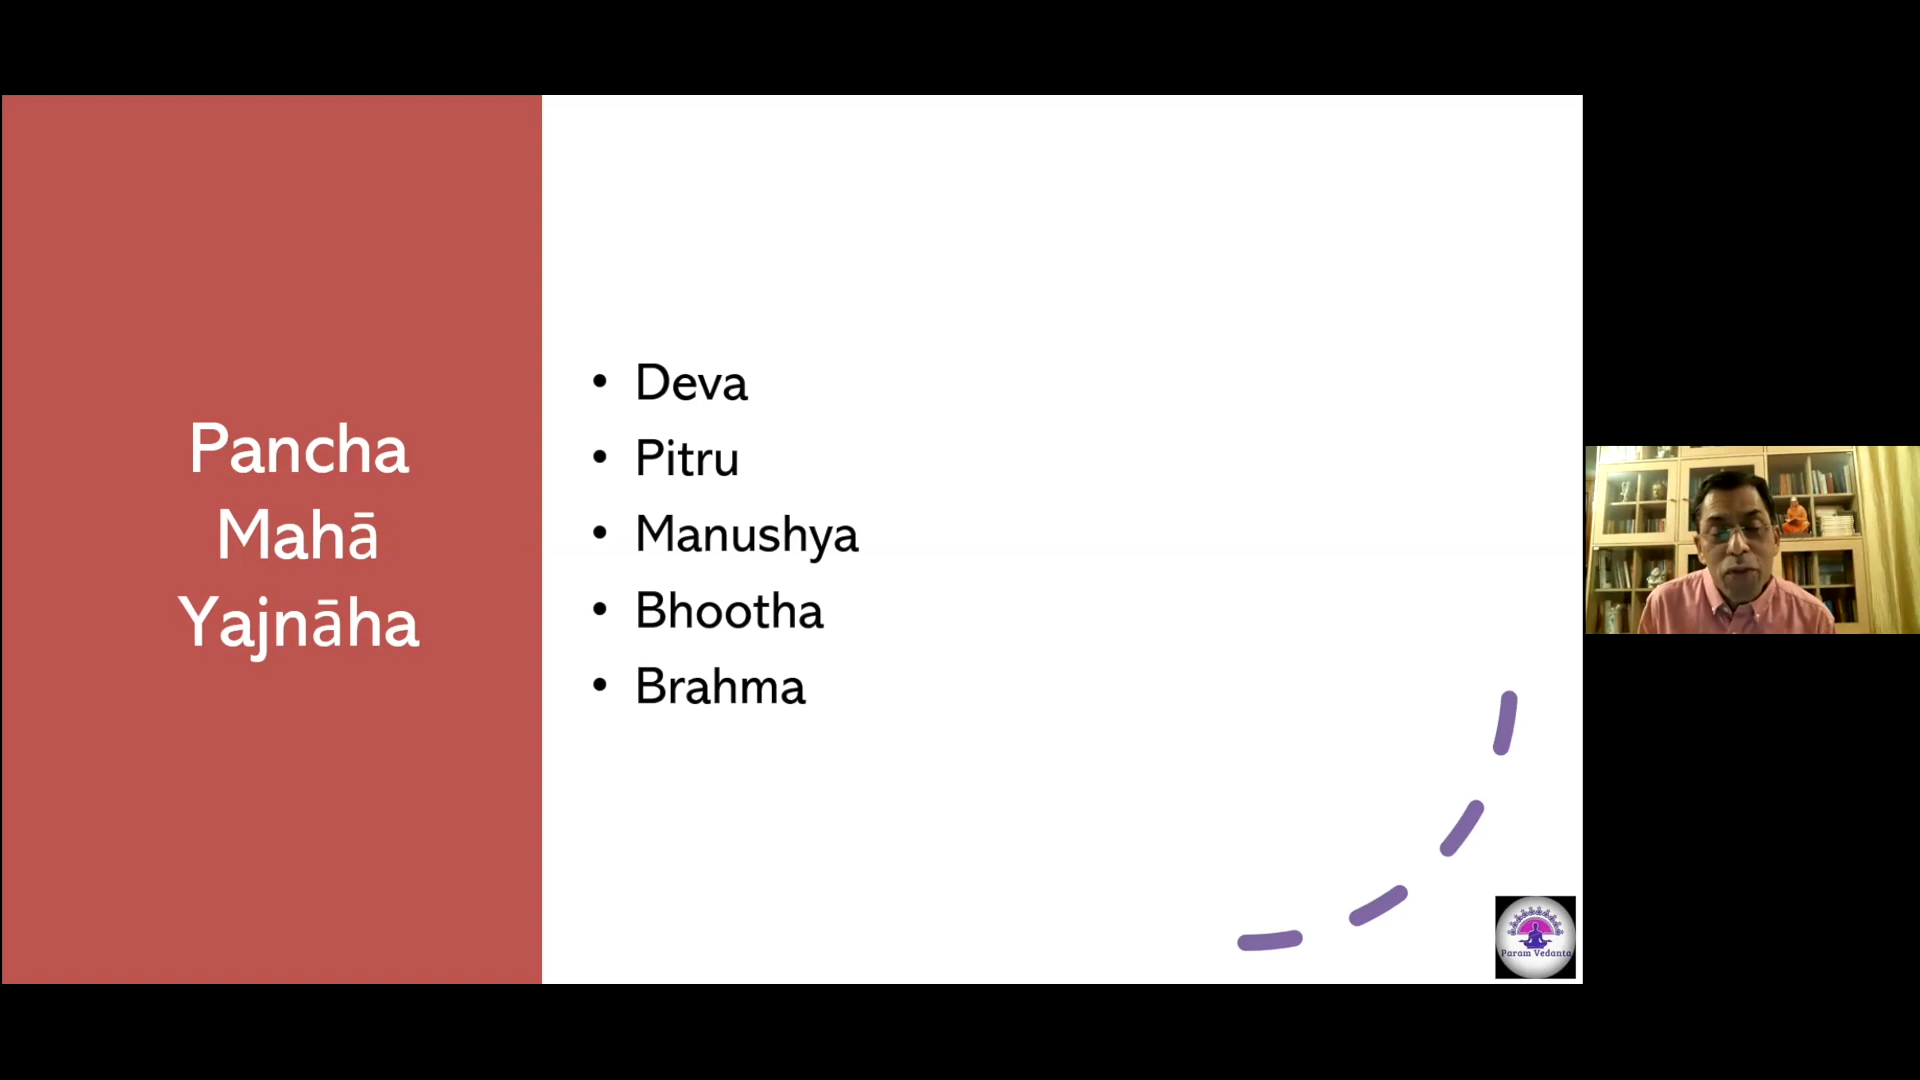 Pancha
Mahā
Yajnāha
• Deva
• Pitru
• Manushya
• Bhootha
• Brahma
Param Vedanta